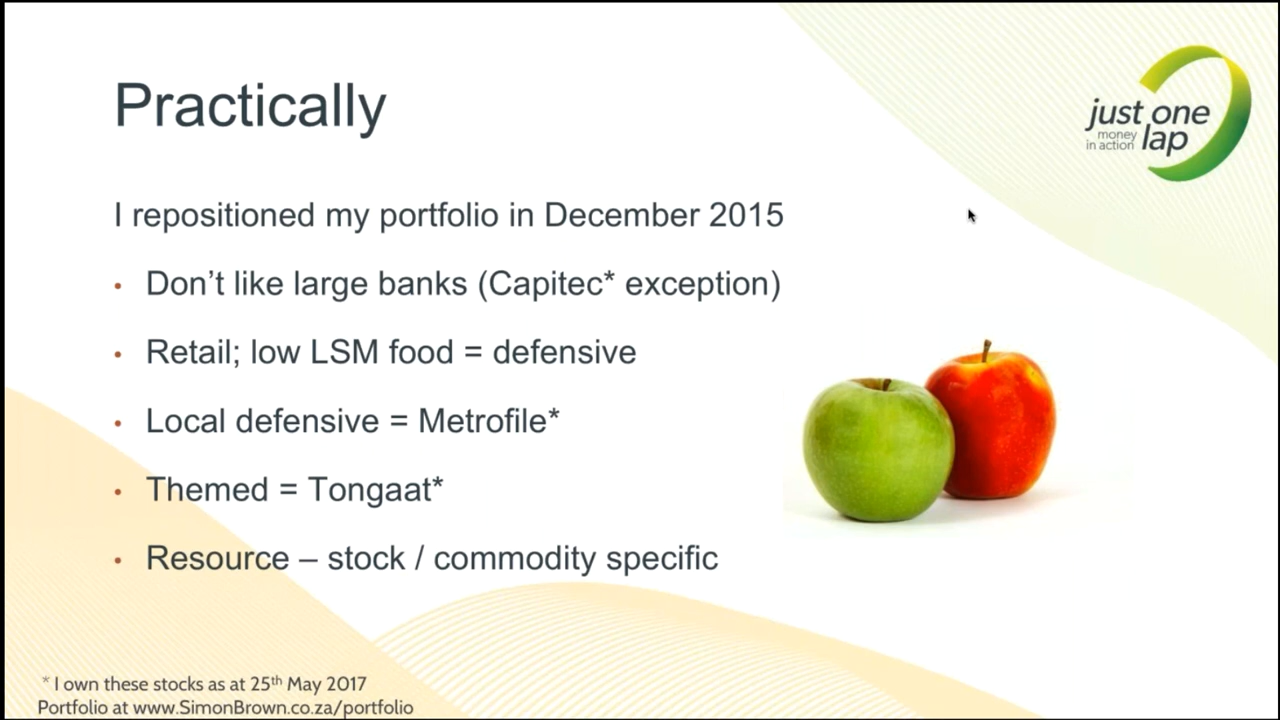 Practically
just one
money
in action lap
I repositioned my portfolio in December 2015
• Don’t like large banks (Capitec* exception)
• Retail; low LSM food = defensive
• Local defensive = Metrofile*
• Themed = Tongaat*
• Resource – stock / commodity specific
* I own these stocks as at 25th May 2017
Portfolio at www.SimonBrown.co.za/portfolio